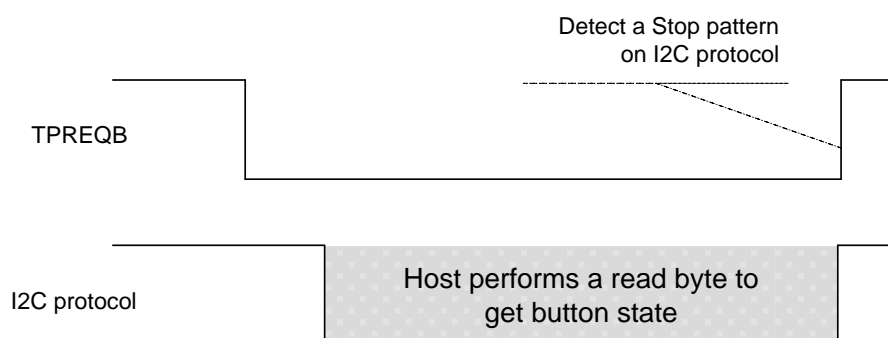 Detect a Stop pattern
on I2C protocol
TPREQB
Host performs a read byte to
get button state
I2C protocol